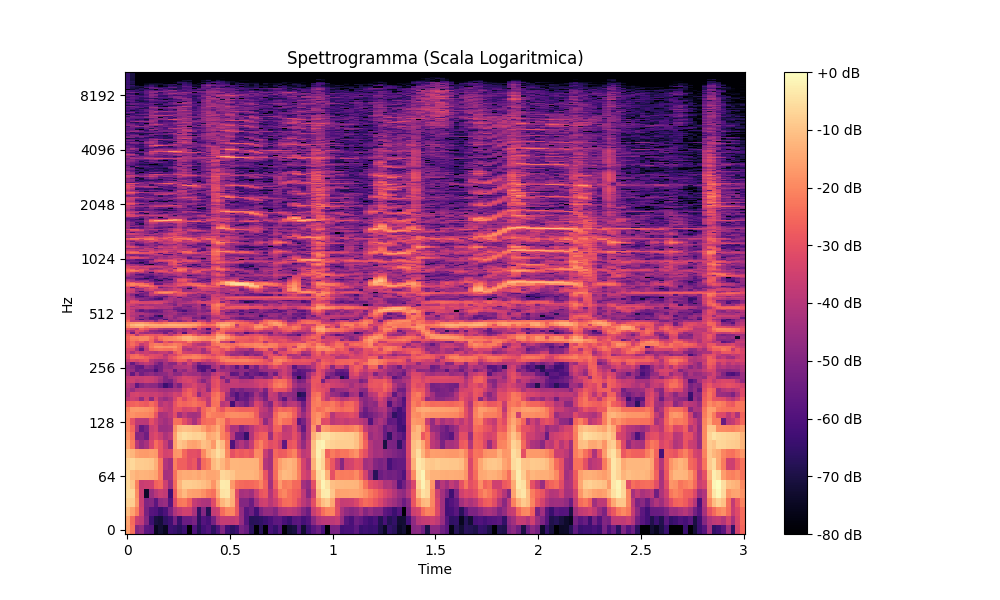 Spettrogramma (Scala Logaritmica)
Hz
8192
4096
2048
1024
512
256
128
64
0
0 0.5 1 1.5 2 2.5 3
Time
+0 dB
-10 dB
-20 dB
-30 dB
-40 dB
-50 dB
-60 dB
-70 dB
-80 dB